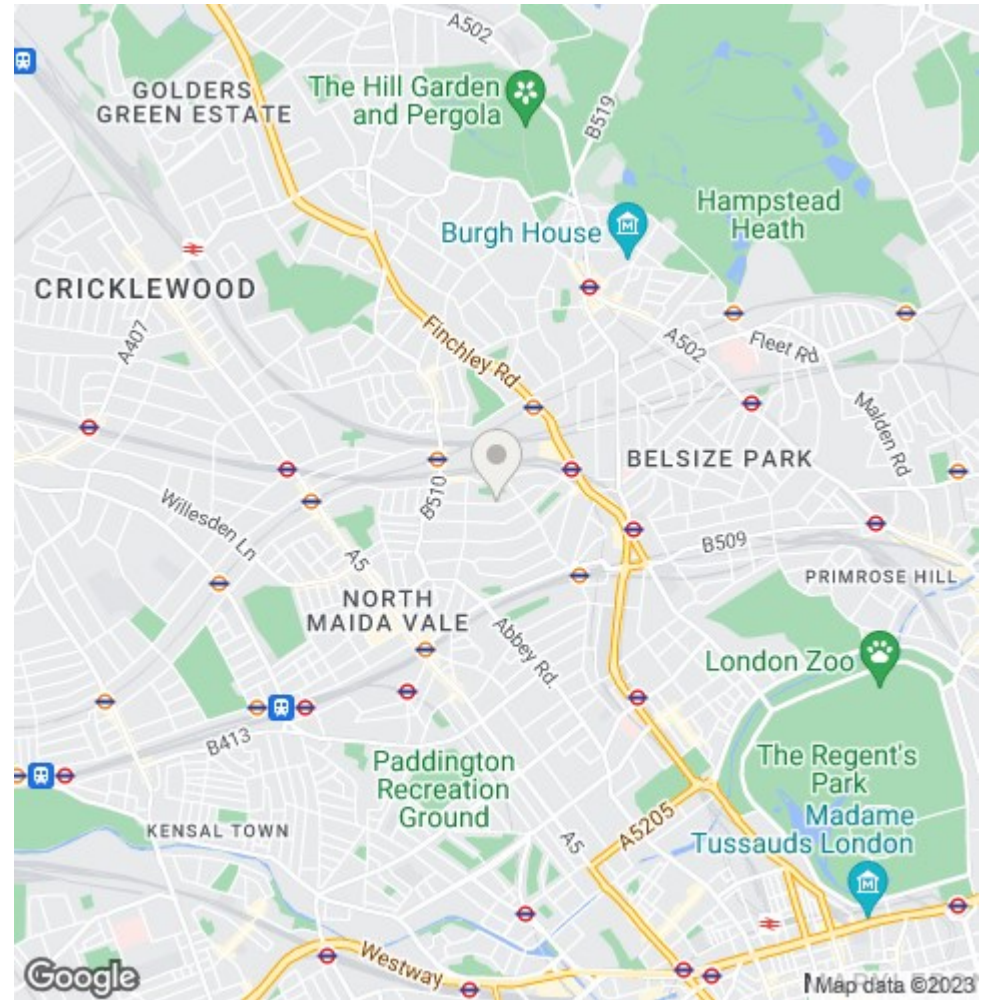 A502
GOLDERS
GREEN ESTATE
The Hill Garden
and Pergola
B519
Hampstead
Heath
Burgh House
CRICKLEWOOD
A407
Finchley Rd
A502
Fleet Rd
Malden Rd
BELSIZE PARK
B510
Willesden Ln
A5
B509
PRIMROSE HILL
NORTH
MAIDA VALE
Abbey Rd.
London Zoo
B413
Paddington
Recreation
Ground
The Regent's
Park
Madame
Tussauds London
KENSAL TOWN
A5
A5205
Westway
Google
Map data ©2023